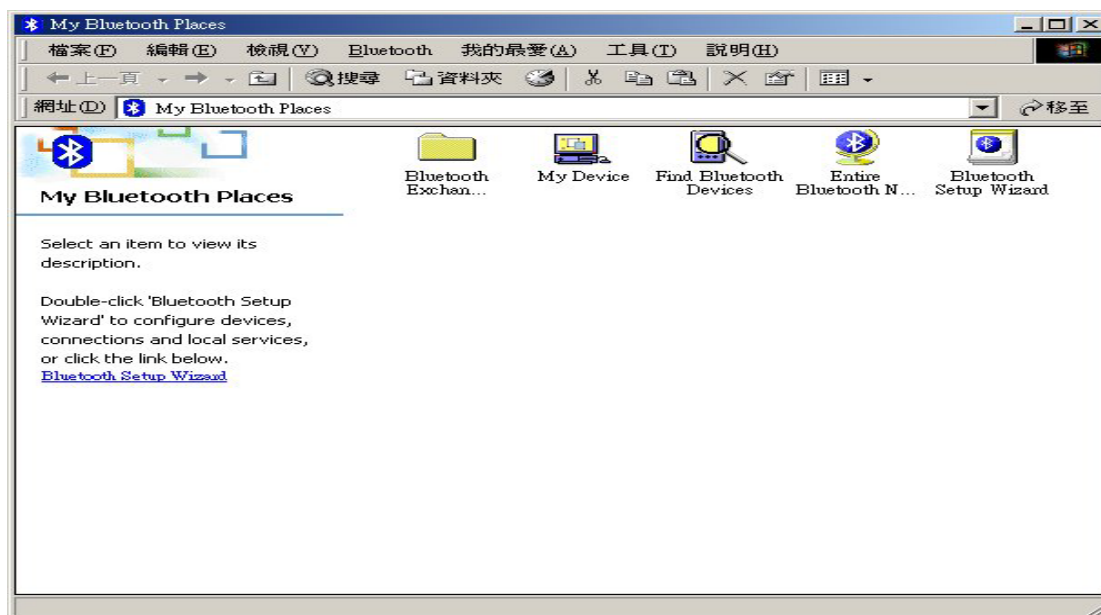 My Bluetooth Places
檔案(F) 編輯(E) 檢視(V) Bluetooth 我的最愛(A) 工具(T) 說明(H)
上一頁 搜尋 資料夾
網址(D) My Bluetooth Places 移至
My Bluetooth Places
Select an item to view its
description.
Double-click 'Bluetooth Setup
Wizard' to configure devices,
connections and local services,
or click the link below.
Bluetooth Setup Wizard
Bluetooth
Exchan...
My Device
Find Bluetooth
Devices
Entire
Bluetooth N...
Bluetooth
Setup Wizard